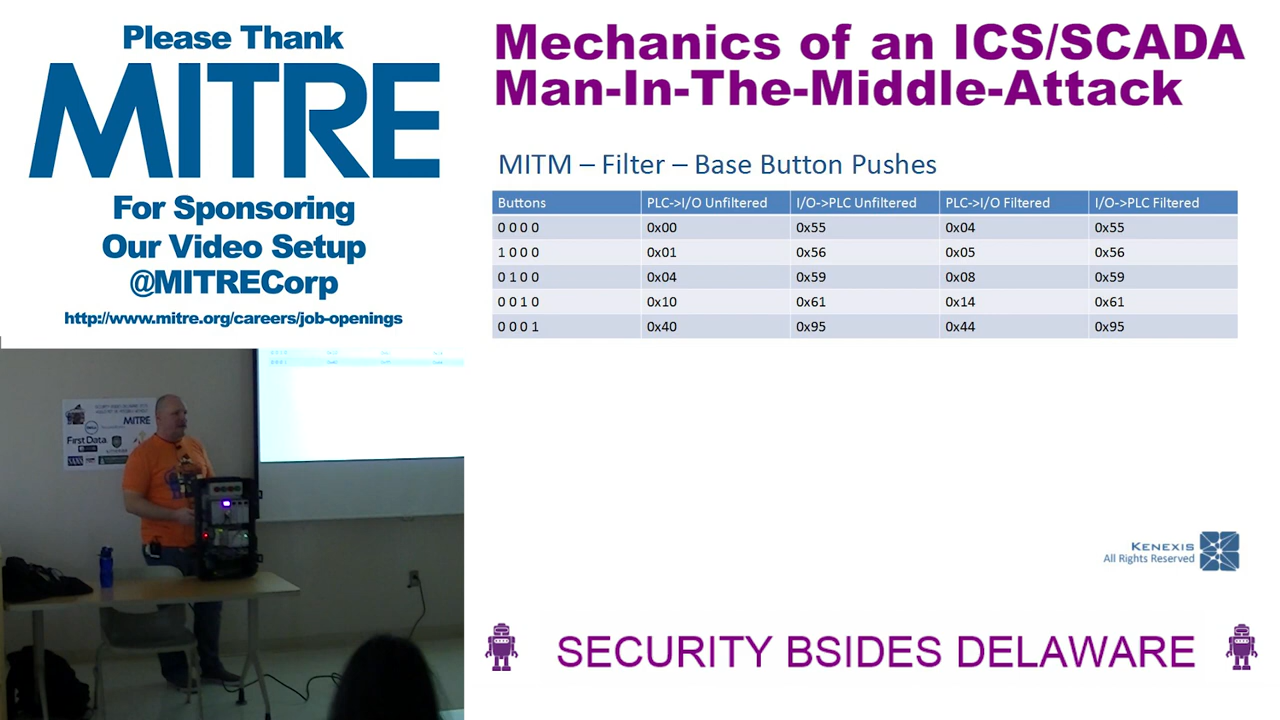 Please Thank
MITRE
For Sponsoring
Our Video Setup
@MITRECorp
http://www.mitre.org/careers/job-openings
Mechanics of an ICS/SCADA
Man-In-The-Middle-Attack
MITM – Filter – Base Button Pushes
Buttons PLC->I/O Unfiltered I/O->PLC Unfiltered PLC->I/O Filtered I/O->PLC Filtered
0 0 0 0 0x00 0x55 0x04 0x55
1 0 0 0 0x01 0x56 0x05 0x56
0 1 0 0 0x04 0x59 0x08 0x59
0 0 1 0 0x10 0x61 0x14 0x61
0 0 0 1 0x40 0x95 0x44 0x95
MITRE
First Data
KENEXIS
All Rights Reserved
SECURITY BSIDES DELAWARE